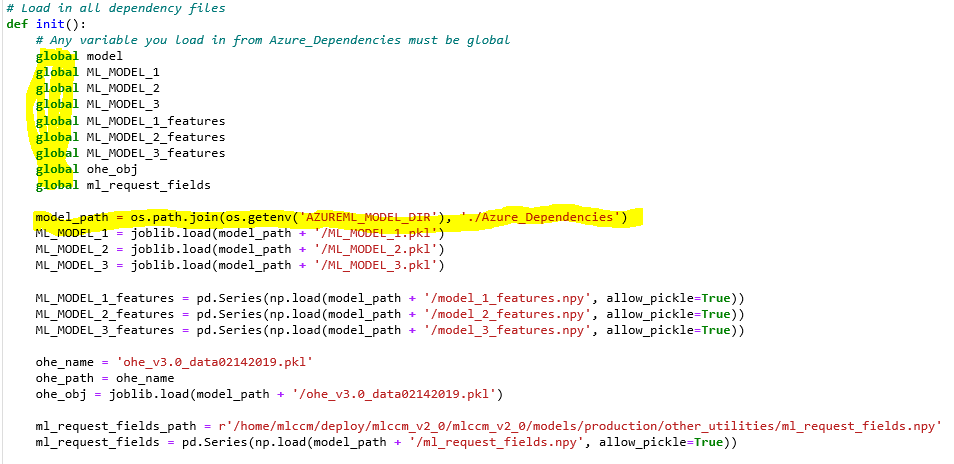 # Load in all dependency files
def init():
    # Any variable you load in from Azure_Dependencies must be global
    global model
    global ML_MODEL_1
    global ML_MODEL_2
    global ML_MODEL_3
    global ML_MODEL_1_features
    global ML_MODEL_2_features
    global ML_MODEL_3_features
    global ohe_obj
    global ml_request_fields
    model_path = os.path.join(os.getenv('AZUREML_MODEL_DIR'), './Azure_Dependencies')
    ML_MODEL_1 = joblib.load(model_path + '/ML_MODEL_1.pkl')
    ML_MODEL_2 = joblib.load(model_path + '/ML_MODEL_2.pkl')
    ML_MODEL_3 = joblib.load(model_path + '/ML_MODEL_3.pkl')
    ML_MODEL_1_features = pd.Series(np.load(model_path + '/model_1_features.npy', allow_pickle=True))
    ML_MODEL_2_features = pd.Series(np.load(model_path + '/model_2_features.npy', allow_pickle=True))
    ML_MODEL_3_features = pd.Series(np.load(model_path + '/model_3_features.npy', allow_pickle=True))
    ohe_name = 'ohe_v3.0_data02142019.pkl'
    ohe_path = ohe_name
    ohe_obj = joblib.load(model_path + '/ohe_v3.0_data02142019.pkl')
    ml_request_fields_path = r'/home/mlccm/deploy/mlccm_v2_0/mlccm_v2_0/models/production/other_utilities/ml_request_fields.npy'
    ml_request_fields = pd.Series(np.load(model_path + '/ml_request_fields.npy', allow_pickle=True))